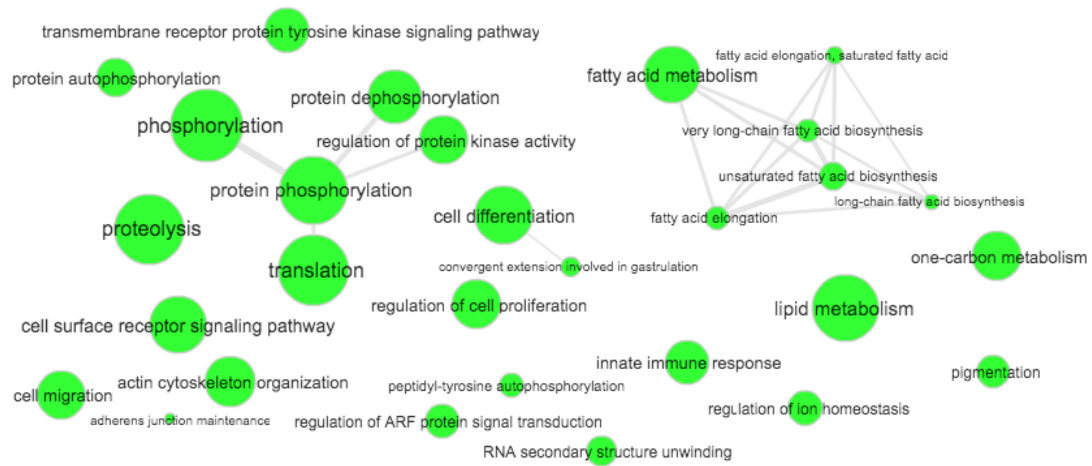 transmembrane receptor protein tyrosine kinase signaling pathway
fatty acid elongation, saturated fatty acid
protein autophosphorylation
fatty acid metabolism
protein dephosphorylation
phosphorylation
very long-chain fatty acid biosynthesis
regulation of protein kinase activity
unsaturated fatty acid biosynthesis
protein phosphorylation
long-chain fatty acid biosynthesis
cell differentiation
fatty acid elongation
proteolysis
one-carbon metabolism
convergent extension involved in gastrulation
translation
regulation of cell proliferation
lipid metabolism
cell surface receptor signaling pathway
innate immune response
pigmentation
actin cytoskeleton organization
peptidyl-tyrosine autophosphorylation
cell migration
regulation of ion homeostasis
adherens junction maintenance
regulation of ARF protein signal transduction
RNA secondary structure unwinding